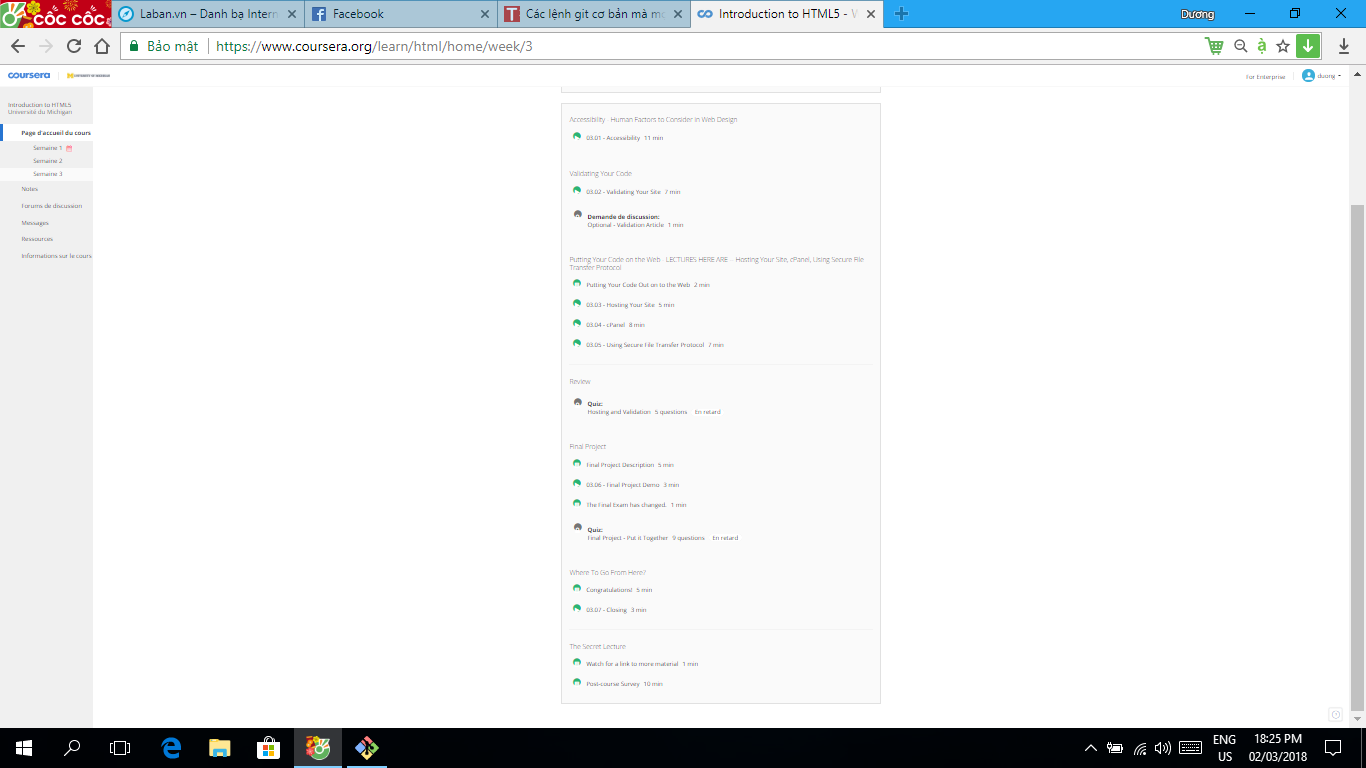 CỐC CỐC
Laban.vn – Danh bạ Intern
Facebook
Các lệnh git cơ bản mà mọ
Introduction to HTML5 - W
Dương
Bảo mật
https://www.coursera.org/learn/html/home/week/3
coursera
UNIVERSITY OF MICHIGAN
For Enterprise
duong
Introduction to HTML5
Université du Michigan
Page d'accueil du cours
Semaine 1
Semaine 2
Semaine 3
Notes
Forums de discussion
Messages
Ressources
Informations sur le cours
Accessibility - Human Factors to Consider in Web Design
03.01 - Accessibility 11 min
Validating Your Code
03.02 - Validating Your Site 7 min
Demande de discussion:
Optional - Validation Article 1 min
Putting Your Code on the Web - LECTURES HERE ARE -- Hosting Your Site, cPanel, Using Secure File
Transfer Protocol
Putting Your Code Out on to the Web 2 min
03.03 - Hosting Your Site 5 min
03.04 - cPanel 8 min
03.05 - Using Secure File Transfer Protocol 7 min
Review
Quiz:
Hosting and Validation 5 questions En retard
Final Project
Final Project Description 5 min
03.06 - Final Project Demo 3 min
The Final Exam has changed. 1 min
Quiz:
Final Project - Put it Together 9 questions En retard
Where To Go From Here?
Congratulations! 5 min
03.07 - Closing 3 min
The Secret Lecture
Watch for a link to more material 1 min
Post-course Survey 10 min
ENG
US
18:25 PM
02/03/2018